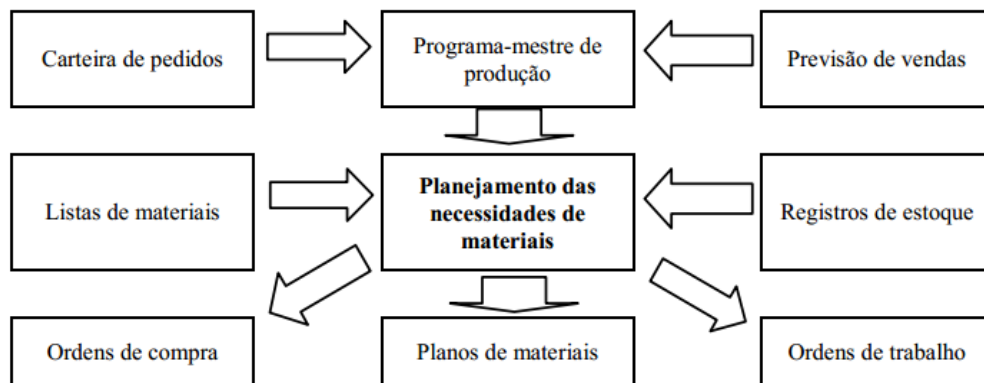 Carteira de pedidos
Programa-mestre de
produção
Previsão de vendas
Listas de materiais
Planejamento das
necessidades de
materiais
Registros de estoque
Ordens de compra
Planos de materiais
Ordens de trabalho